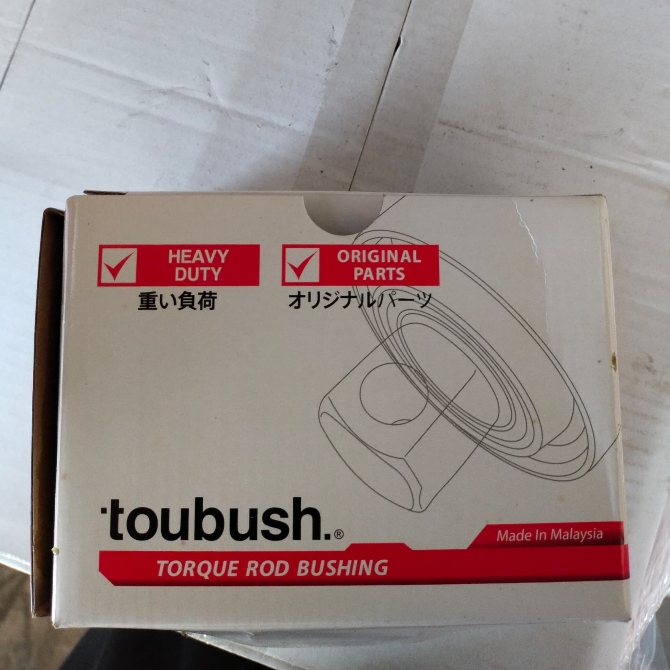 HEAVY
DUTY
重い負荷
ORIGINAL
PARTS
オリジナルパーツ
toubush.®
Made In Malaysia
TORQUE ROD BUSHING